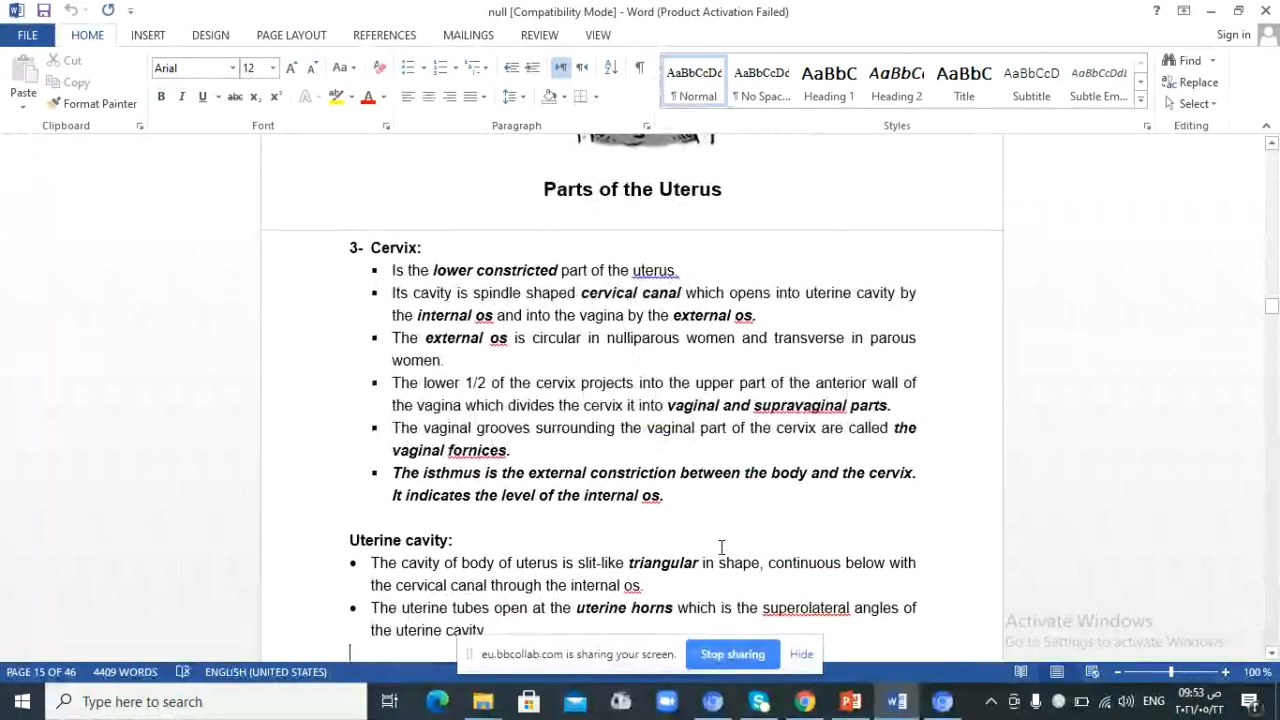 null [Compatibility Mode] - Word (Product Activation Failed)
FILE HOME INSERT DESIGN PAGE LAYOUT REFERENCES MAILINGS REVIEW VIEW Sign in
Cut
Copy
Format Painter
Paste
Arial 12
Aa
B I U abc x₂ x² A A
AaBbCcDc AaBbCcDc AaBbC AaBbCc AaBbC AaBbCcD AaBbCcDt
¶ Normal ¶ No Spac... Heading 1 Heading 2 Title Subtitle Subtle Em...
Find
Replace
Select
Clipboard Font Paragraph Styles Editing
Parts of the Uterus
3- Cervix:
▪ Is the lower constricted part of the uterus.
▪ Its cavity is spindle shaped cervical canal which opens into uterine cavity by
the internal os and into the vagina by the external os.
▪ The external os is circular in nulliparous women and transverse in parous
women.
▪ The lower 1/2 of the cervix projects into the upper part of the anterior wall of
the vagina which divides the cervix it into vaginal and supravaginal parts.
▪ The vaginal grooves surrounding the vaginal part of the cervix are called the
vaginal fornices.
▪ The isthmus is the external constriction between the body and the cervix.
It indicates the level of the internal os.
Uterine cavity:
• The cavity of body of uterus is slit-like triangular in shape, continuous below with
the cervical canal through the internal os.
• The uterine tubes open at the uterine horns which is the superolateral angles of
the uterine cavity
Activate Windows
Go to Settings to activate Windows.
eu.bbcollab.com is sharing your screen. Stop sharing Hide
PAGE 15 OF 46 4409 WORDS ENGLISH (UNITED STATES) 100 %
Type here to search
ENG
09:53 ص
٢٠٢١/٠٥/٢٣